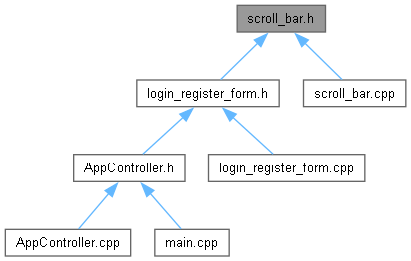 scroll_bar.h
login_register_form.h
scroll_bar.cpp
AppController.h
login_register_form.cpp
AppController.cpp
main.cpp